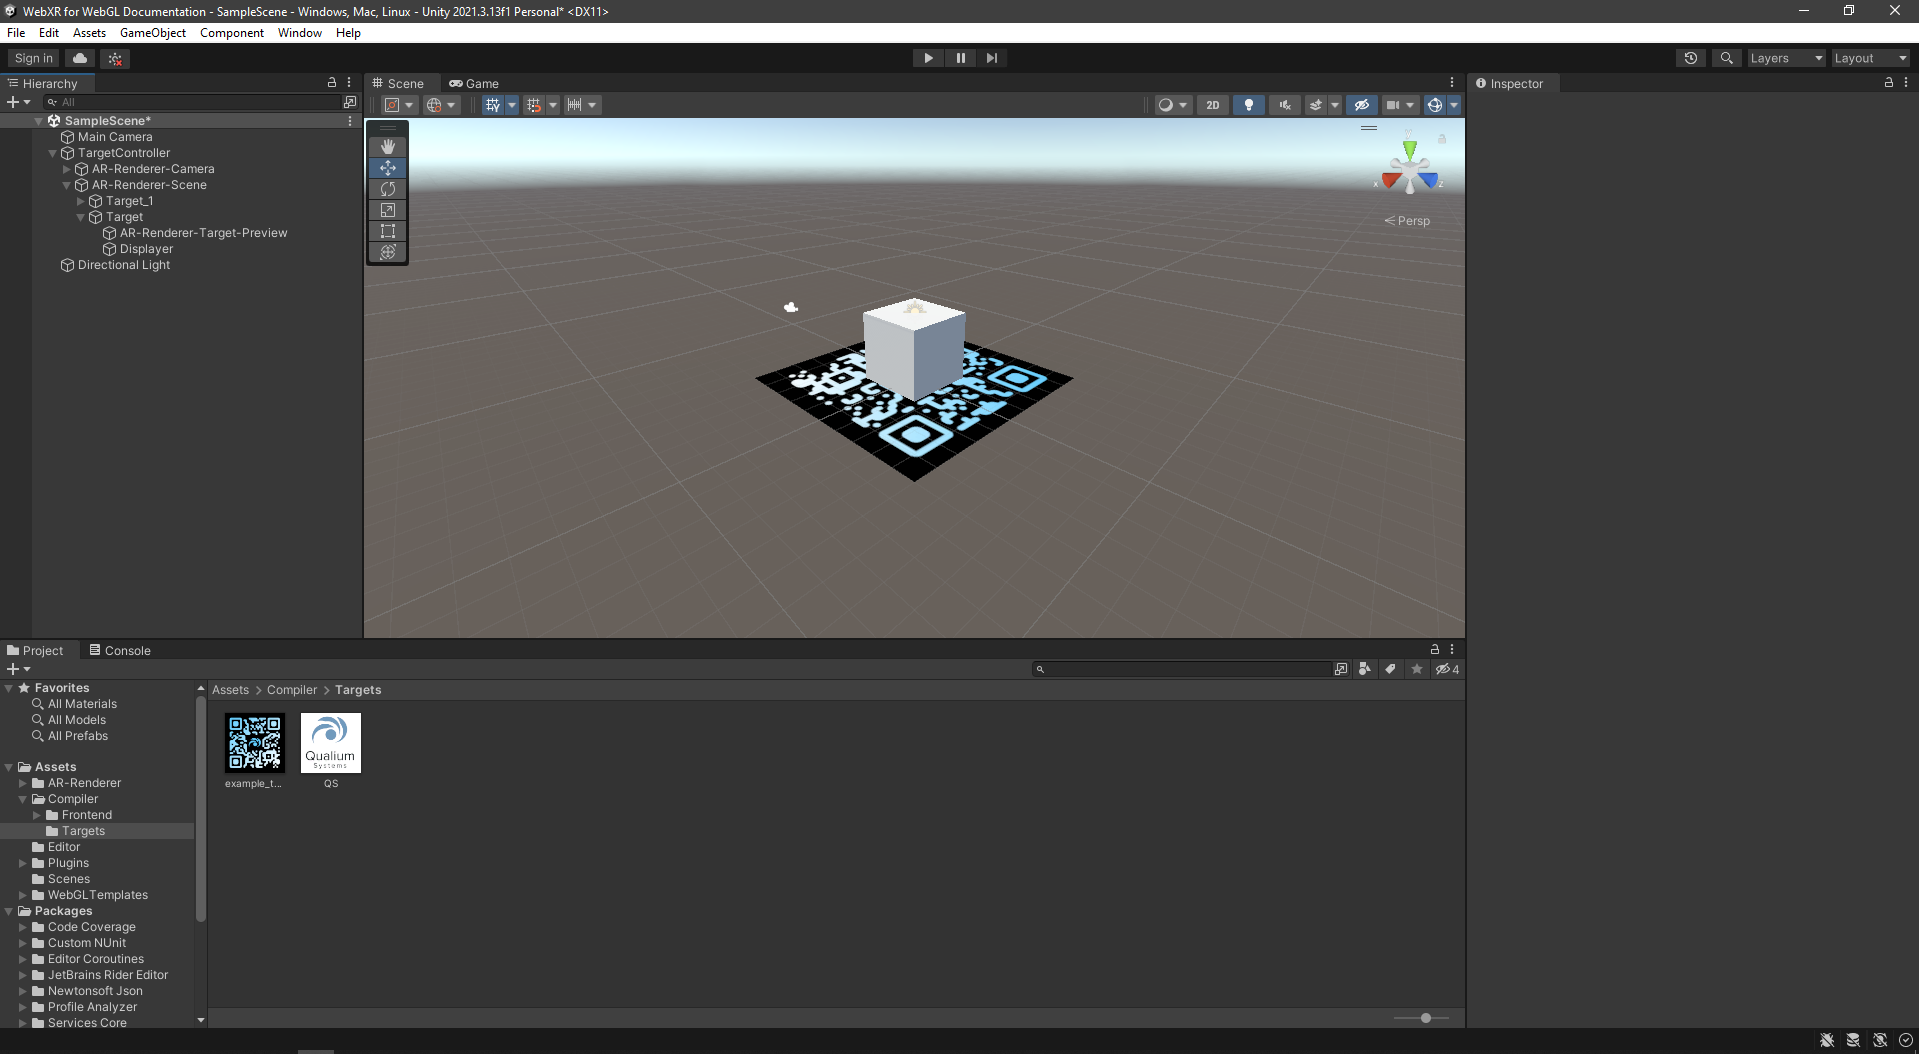 WebXR for WebGL Documentation - SampleScene - Windows, Mac, Linux - Unity 2021.3.13f1 Personal* <DX11>
File Edit Assets GameObject Component Window Help
Sign in
Layers
Layout
Hierarchy
All
SampleScene*
Main Camera
TargetController
AR-Renderer-Camera
AR-Renderer-Scene
Target_1
Target
AR-Renderer-Target-Preview
Displayer
Directional Light
Scene
Game
2D
y
x
z
Persp
Inspector
Project
Console
4
Favorites
All Materials
All Models
All Prefabs
Assets
AR-Renderer
Compiler
Frontend
Targets
Editor
Plugins
Scenes
WebGLTemplates
Packages
Code Coverage
Custom NUnit
Editor Coroutines
JetBrains Rider Editor
Newtonsoft Json
Profile Analyzer
Services Core
Assets > Compiler > Targets
Qualium
Systems
example_t...
QS